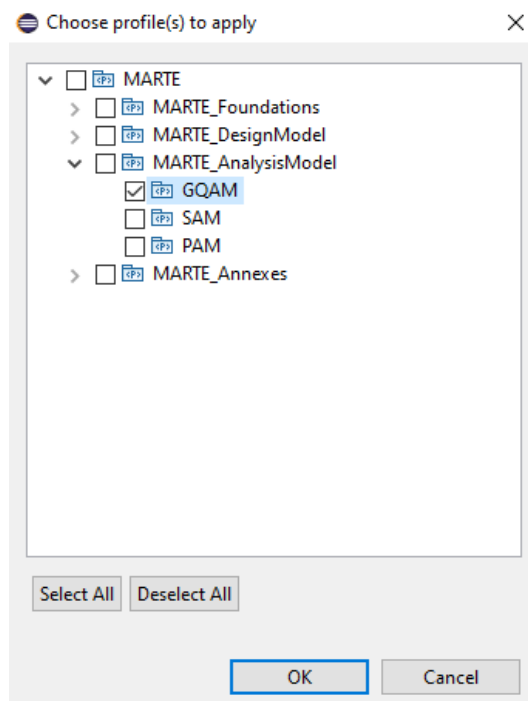 Choose profile(s) to apply
MARTE
MARTE_Foundations
MARTE_DesignModel
MARTE_AnalysisModel
GQAM
SAM
PAM
MARTE_Annexes
Select All Deselect All
OK Cancel